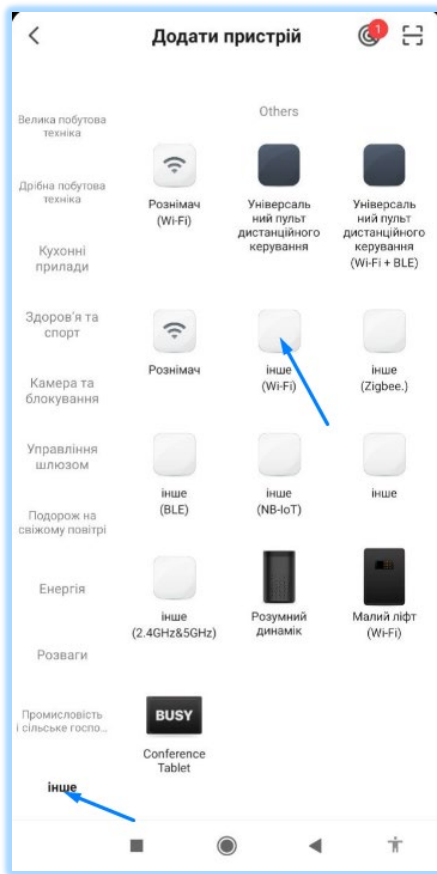 Додати пристрій
1
Велика побутова
техніка
Дрібна побутова
техніка
Кухонні
прилади
Здоров'я та
спорт
Камера та
блокування
Управління
шлюзом
Подорож на
свіжому повітрі
Енергія
Розваги
Промисловість
і сільське госпо...
інше
Others
Рознімач
(Wi-Fi)
Універсаль
ний пульт
дистанційного
керування
Універсаль
ний пульт
дистанційного
керування
(Wi-Fi + BLE)
Рознімач
інше
(Wi-Fi)
інше
(Zigbee.)
інше
(BLE)
інше
(NB-IoT)
інше
інше
(2.4GHz&5GHz)
Розумний
динамік
Малий ліфт
(Wi-Fi)
BUSY
Conference
Tablet